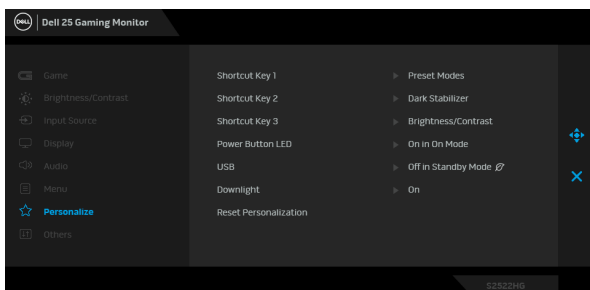 DELL Dell 25 Gaming Monitor
Game
Brightness/Contrast
Input Source
Display
Audio
Menu
Personalize
Others
Shortcut Key 1 Preset Modes
Shortcut Key 2 Dark Stabilizer
Shortcut Key 3 Brightness/Contrast
Power Button LED On in On Mode
USB Off in Standby Mode
Downlight On
Reset Personalization
S2522HG